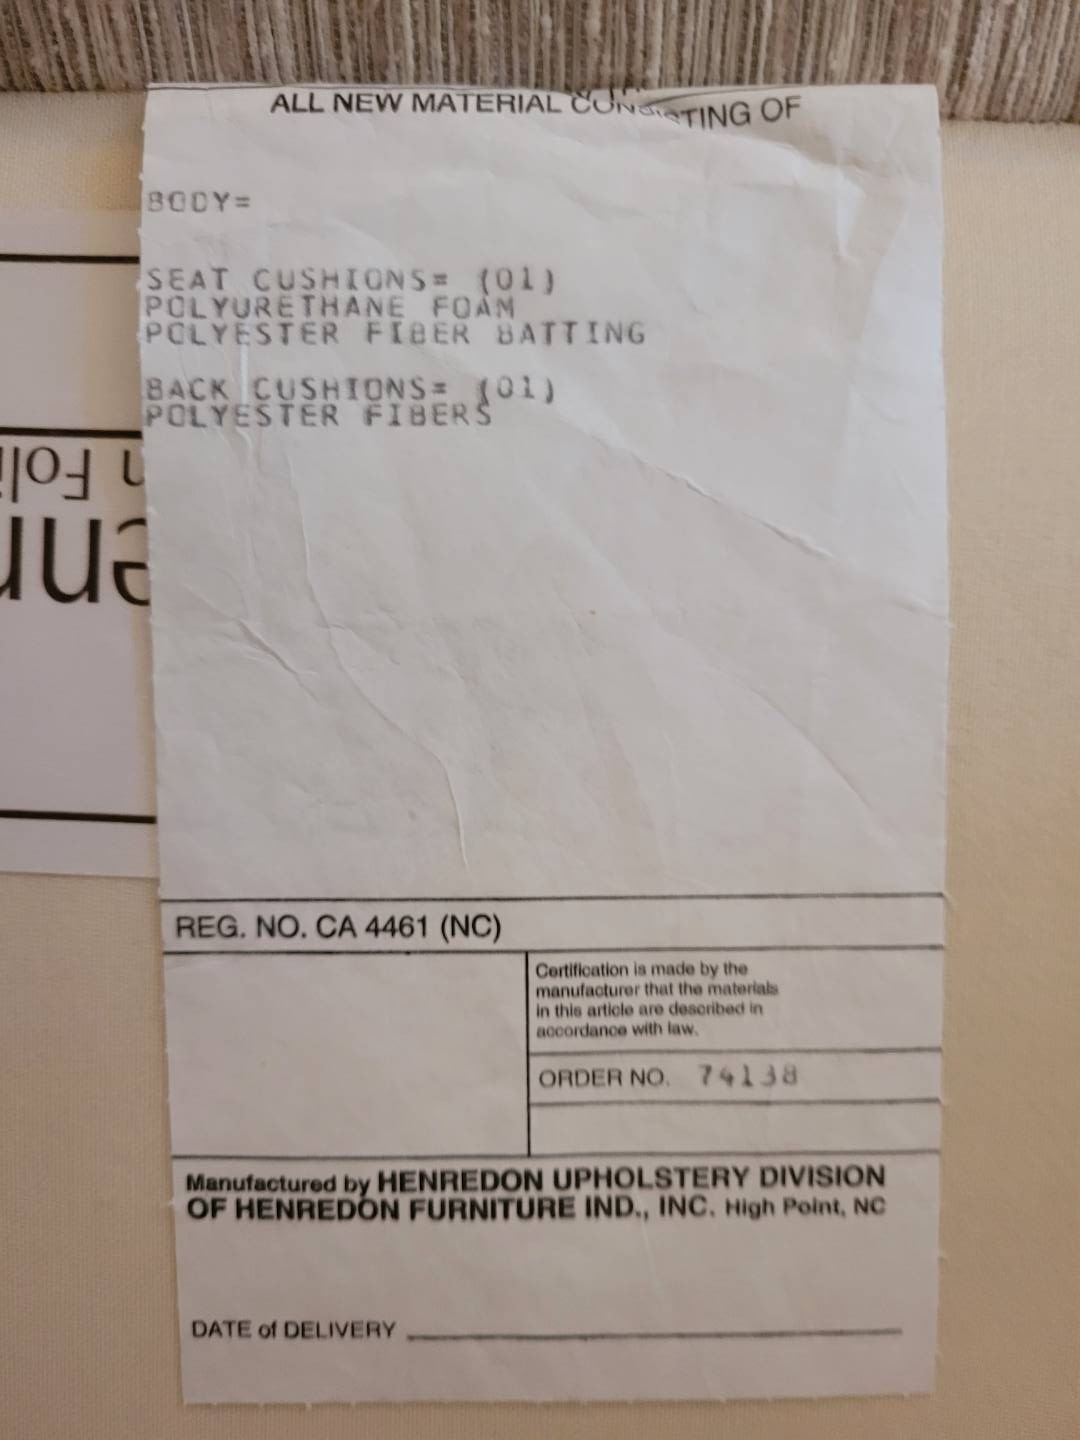 ALL NEW MATERIAL CONSISTING OF
BODY=
SEAT CUSHIONS= (01)
POLYURETHANE FOAM
POLYESTER FIBER BATTING
BACK CUSHIONS= (01)
POLYESTER FIBERS
REG. NO. CA 4461 (NC)
Certification is made by the
manufacturer that the materials
in this article are described in
accordance with law.
ORDER NO. 74138
Manufactured by HENREDON UPHOLSTERY DIVISION
OF HENREDON FURNITURE IND., INC. High Point, NC
DATE of DELIVERY